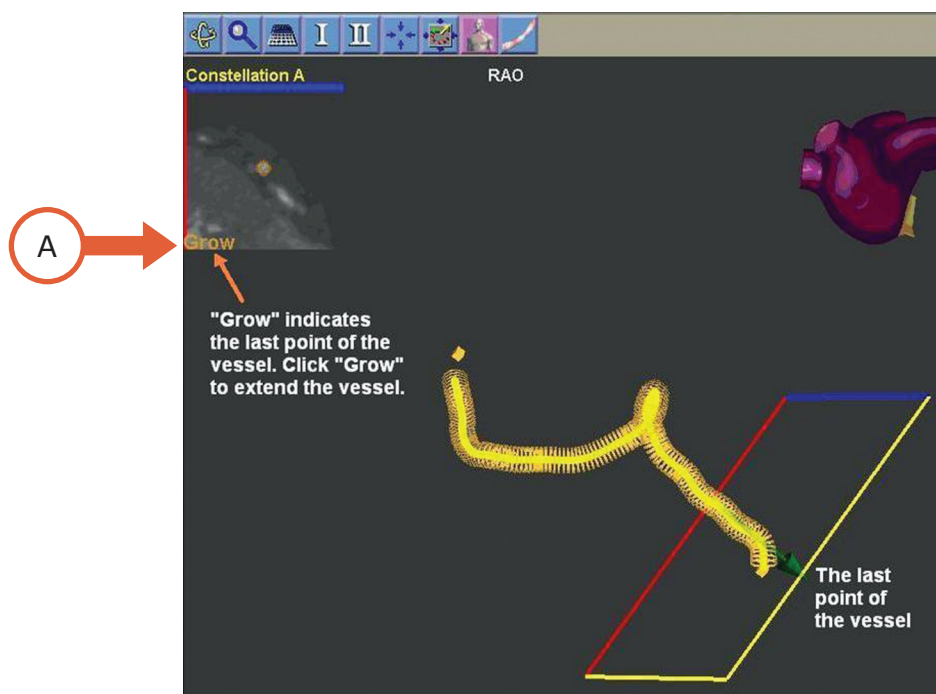 I II
Constellation A
RAO
A
Grow
"Grow" indicates
the last point of the
vessel. Click "Grow"
to extend the vessel.
The last
point of
the vessel